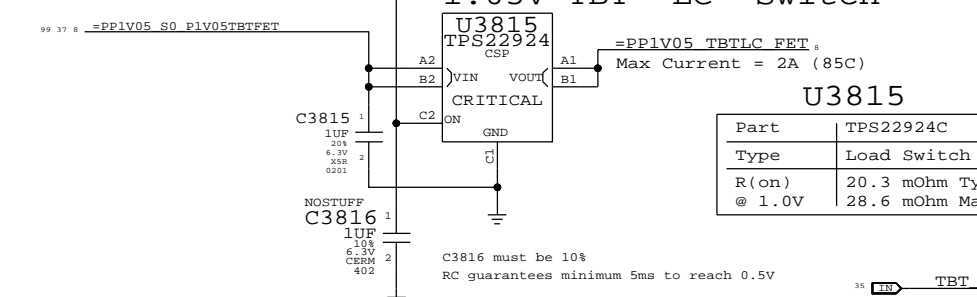 1.05V TBT "LC" Switch
99 37 8 =PP1V05_S0_P1V05TBTFET
U3815
TPS22924
CSP
A2
B2
VIN
VOUT
A1
B1
=PP1V05_TBTLC_FET 8
Max Current = 2A (85C)
CRITICAL
C2
ON
GND
C1
C3815 1
1UF
20%
6.3V
X5R
0201
2
NOSTUFF
C3816 1
1UF
10%
6.3V
CERM
402
2
C3816 must be 10%
RC guarantees minimum 5ms to reach 0.5V
U3815
Part TPS22924C
Type Load Switch
R(on) 20.3 mOhm Ty
@ 1.0V 28.6 mOhm Ma
35 IN TBT